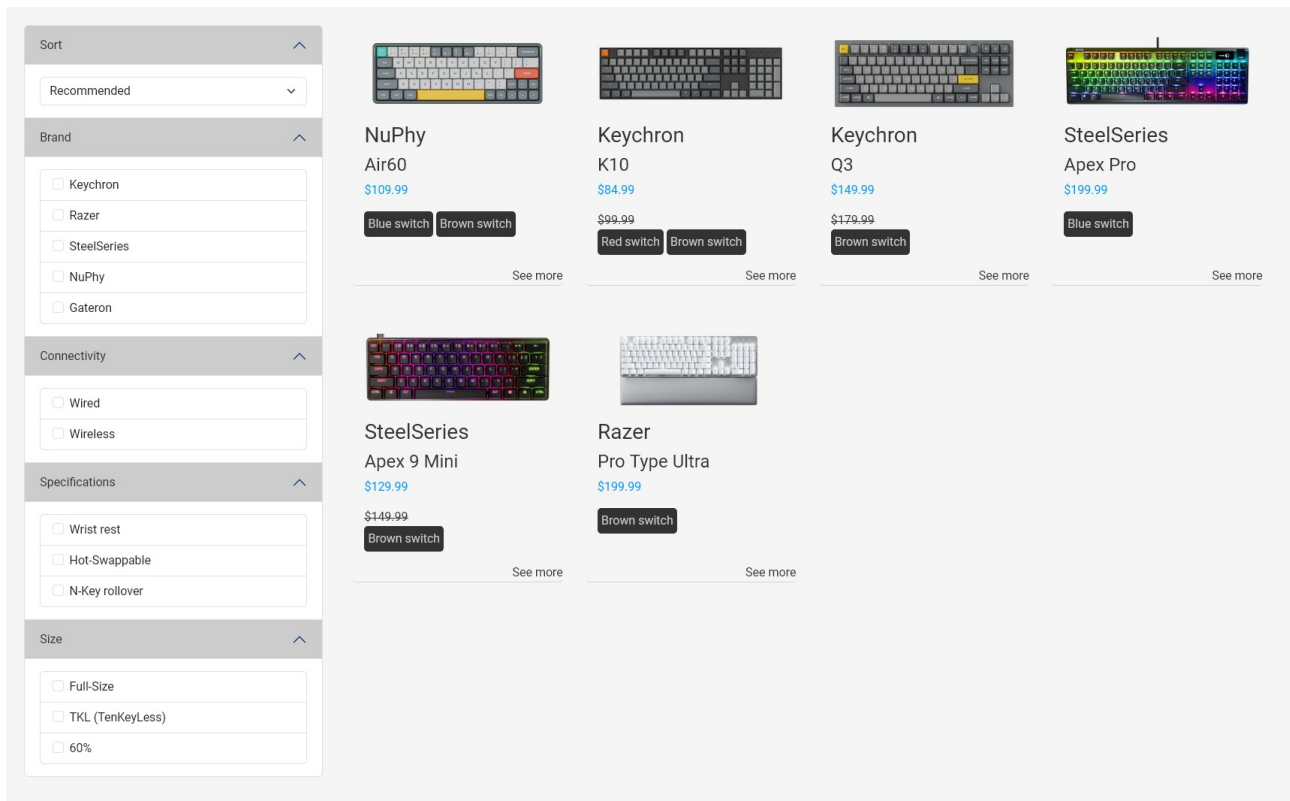 Sort
Recommended
Brand
Keychron
Razer
SteelSeries
NuPhy
Gateron
Connectivity
Wired
Wireless
Specifications
Wrist rest
Hot-Swappable
N-Key rollover
Size
Full-Size
TKL (TenKeyLess)
60%
NuPhy
Air60
$109.99
Blue switch Brown switch
See more
Keychron
K10
$84.99
$99.99
Red switch Brown switch
See more
Keychron
Q3
$149.99
$179.99
Brown switch
See more
SteelSeries
Apex Pro
$199.99
Blue switch
See more
SteelSeries
Apex 9 Mini
$129.99
$149.99
Brown switch
See more
Razer
Pro Type Ultra
$199.99
Brown switch
See more